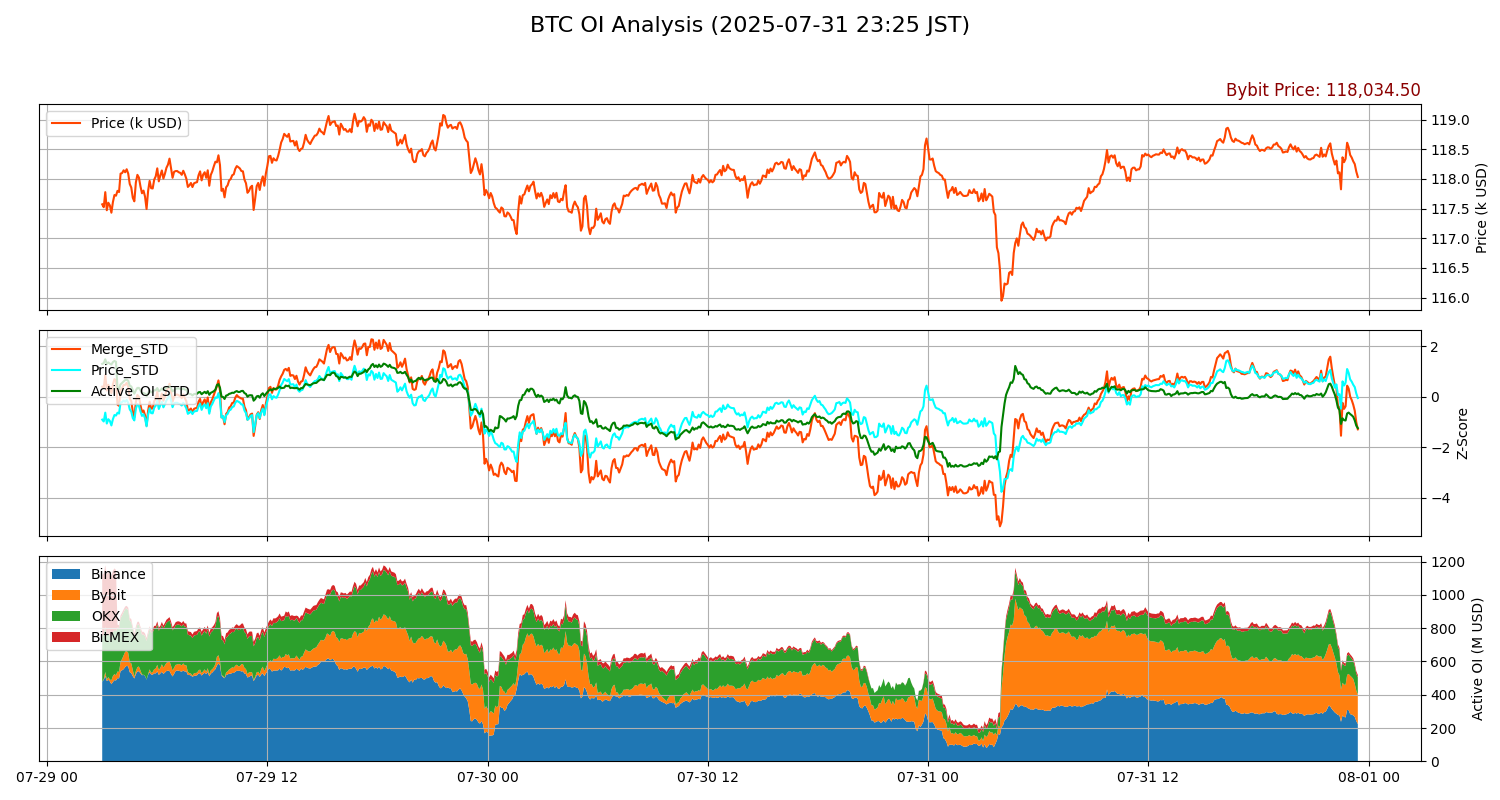 BTC OI Analysis (2025-07-31 23:25 JST)
Bybit Price: 118,034.50
Price (k USD)
119.0
118.5
118.0
117.5
117.0
116.5
116.0
Price (k USD)
Merge_STD
Price_STD
Active_OI_STD
2
0
−2
−4
Z-Score
Binance
Bybit
OKX
BitMEX
1200
1000
800
600
400
200
0
Active OI (M USD)
07-29 00
07-29 12
07-30 00
07-30 12
07-31 00
07-31 12
08-01 00